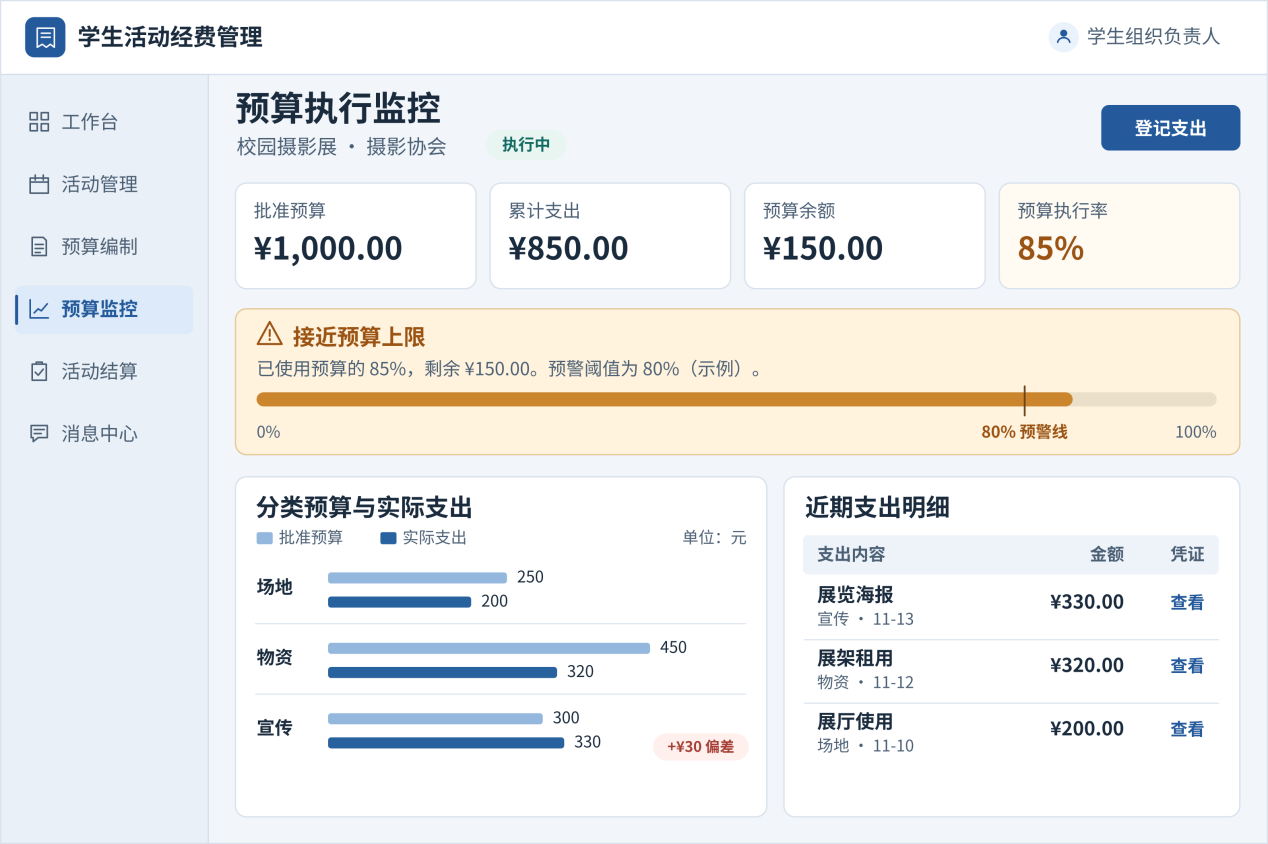 学生活动经费管理
学生组织负责人
工作台
活动管理
预算编制
预算监控
活动结算
消息中心
预算执行监控
校园摄影展 • 摄影协会
执行中
登记支出
批准预算
¥1,000.00
累计支出
¥850.00
预算余额
¥150.00
预算执行率
85%
接近预算上限
已使用预算的 85%，剩余 ¥150.00。预警阈值为 80%（示例）。
0%
80% 预警线
100%
分类预算与实际支出
批准预算
实际支出
单位：元
场地
250
200
物资
450
320
宣传
300
330
+¥30 偏差
近期支出明细
支出内容 金额 凭证
展览海报
宣传 • 11-13
¥330.00
查看
展架租用
物资 • 11-12
¥320.00
查看
展厅使用
场地 • 11-10
¥200.00
查看